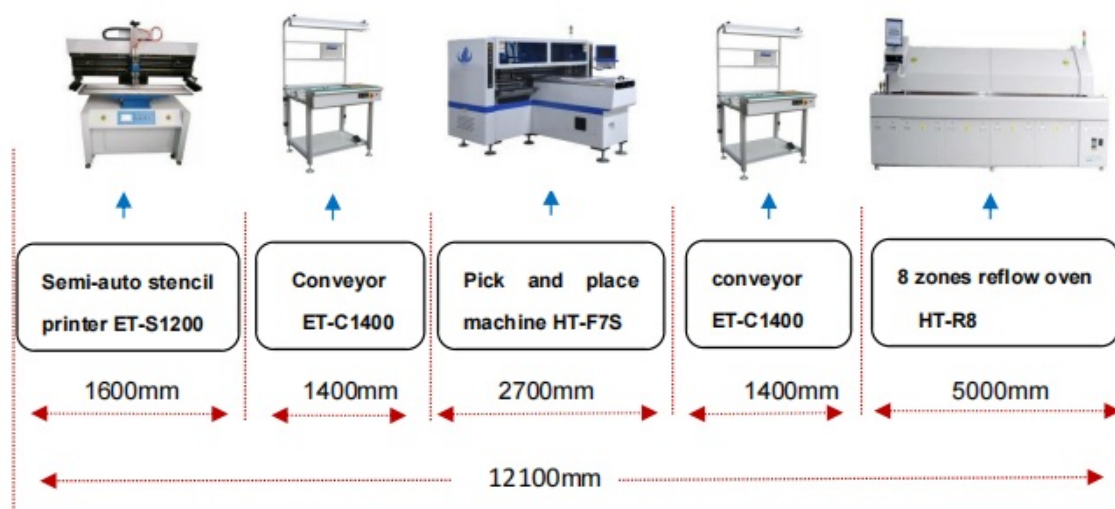 Semi-auto stencil
printer ET-S1200
Conveyor
ET-C1400
Pick and place
machine HT-F7S
conveyor
ET-C1400
8 zones reflow oven
HT-R8
1600mm
1400mm
2700mm
1400mm
5000mm
12100mm